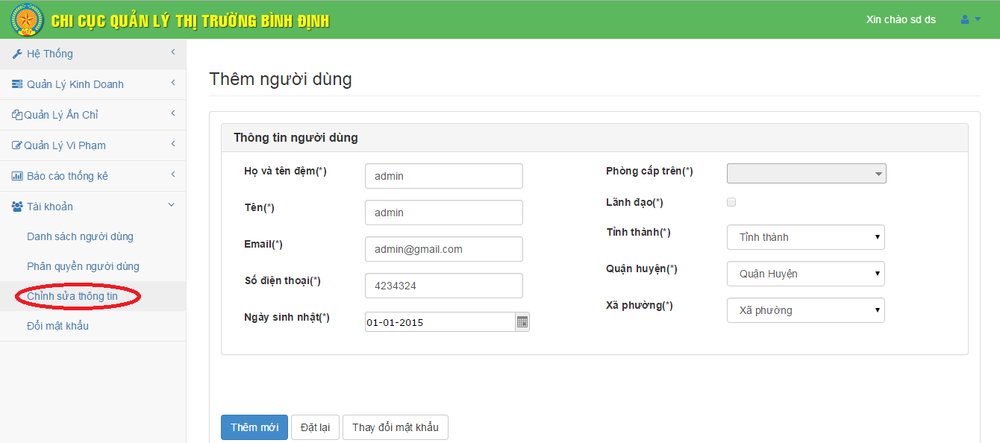 CHI CỤC QUẢN LÝ THỊ TRƯỜNG BÌNH ĐỊNH
Xin chào sd ds
Hệ Thống
Quản Lý Kinh Doanh
Quản Lý Ấn Chỉ
Quản Lý Vi Phạm
Báo cáo thống kê
Tài khoản
Danh sách người dùng
Phân quyền người dùng
Chỉnh sửa thông tin
Đổi mật khẩu
Thêm người dùng
Thông tin người dùng
Họ và tên đệm(*) admin
Tên(*) admin
Email(*) admin@gmail.com
Số điện thoại(*) 4234324
Ngày sinh nhật(*) 01-01-2015
Phòng cấp trên(*)
Lãnh đạo(*)
Tỉnh thành(*) Tỉnh thành
Quận huyện(*) Quận Huyện
Xã phường(*) Xã phường
Thêm mới Đặt lại Thay đổi mật khẩu